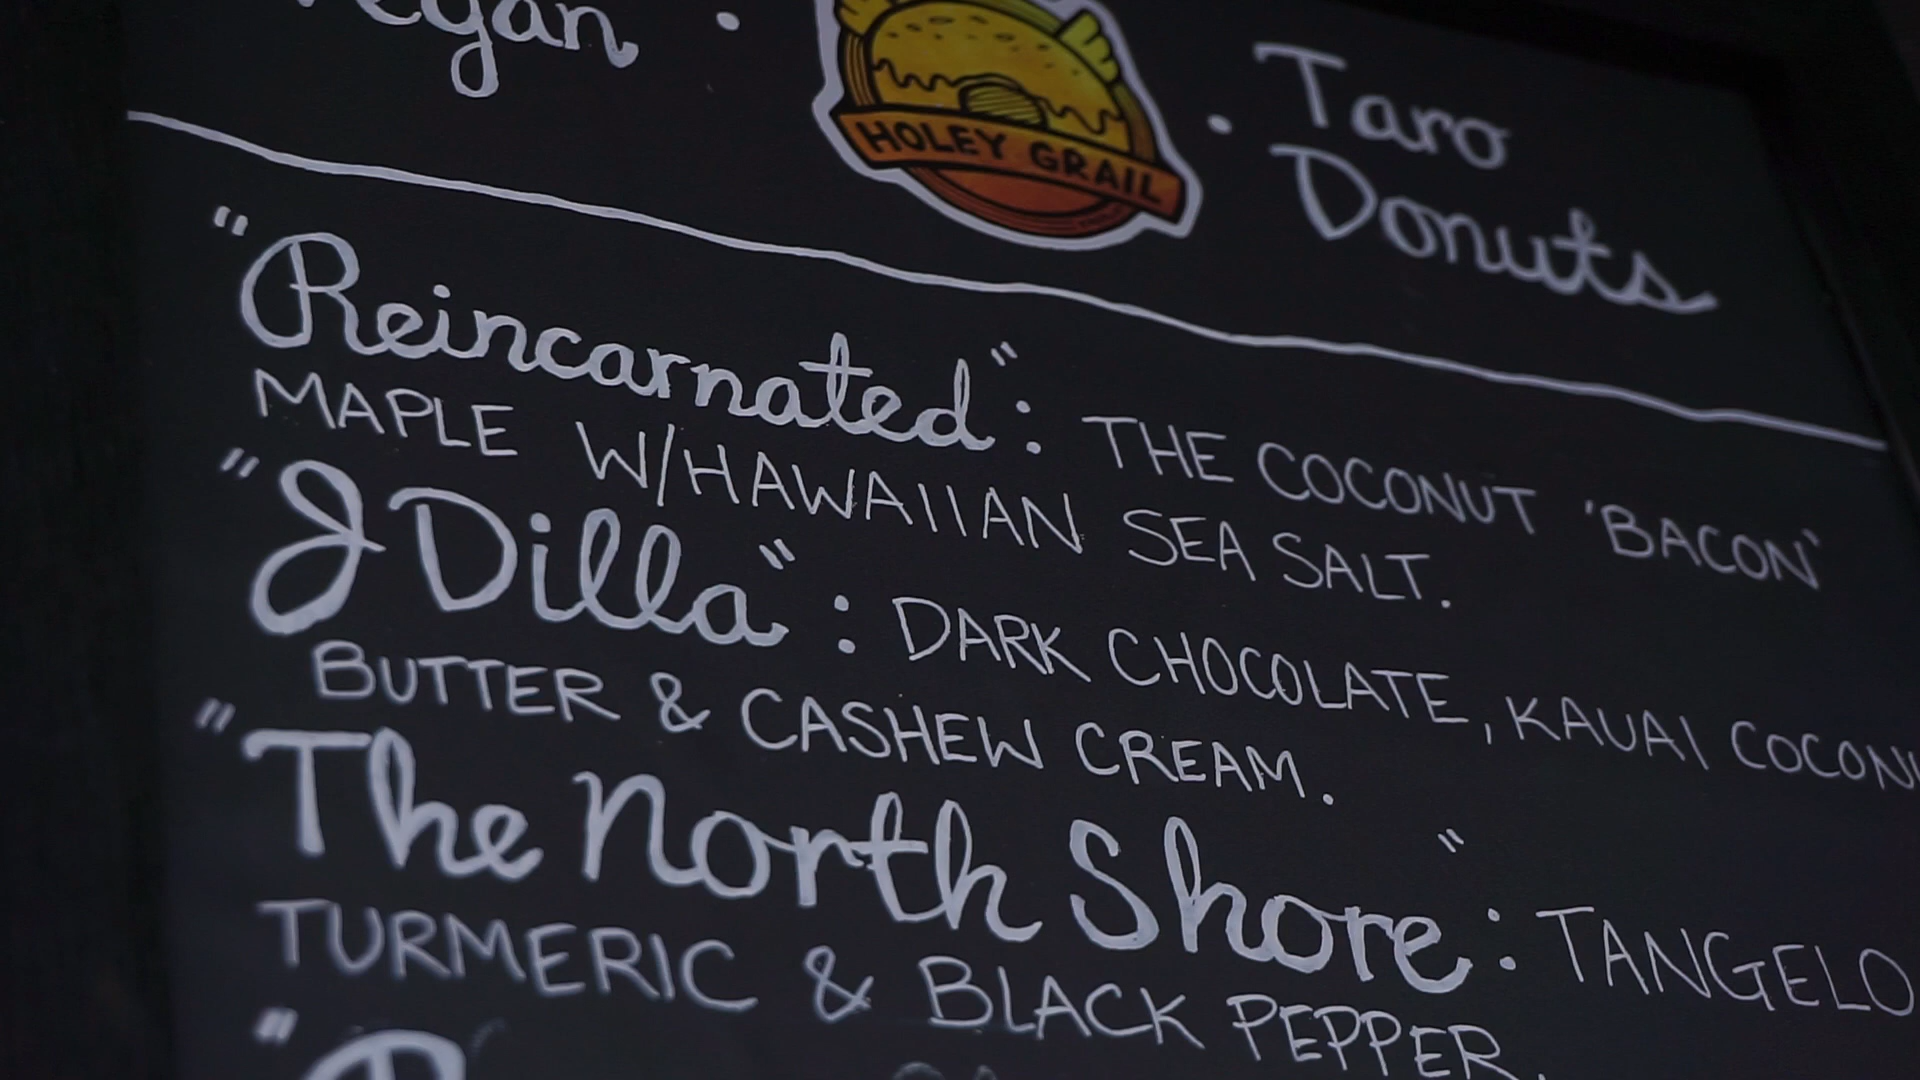 Vegan · HOLEY GRAIL · Taro
Donuts
"Reincarnated": THE COCONUT 'BACON'
MAPLE W/HAWAIIAN SEA SALT.
"J Dilla": DARK CHOCOLATE, KAUAI COCONU
BUTTER & CASHEW CREAM.
"The North Shore": TANGELO
TURMERIC & BLACK PEPPER.